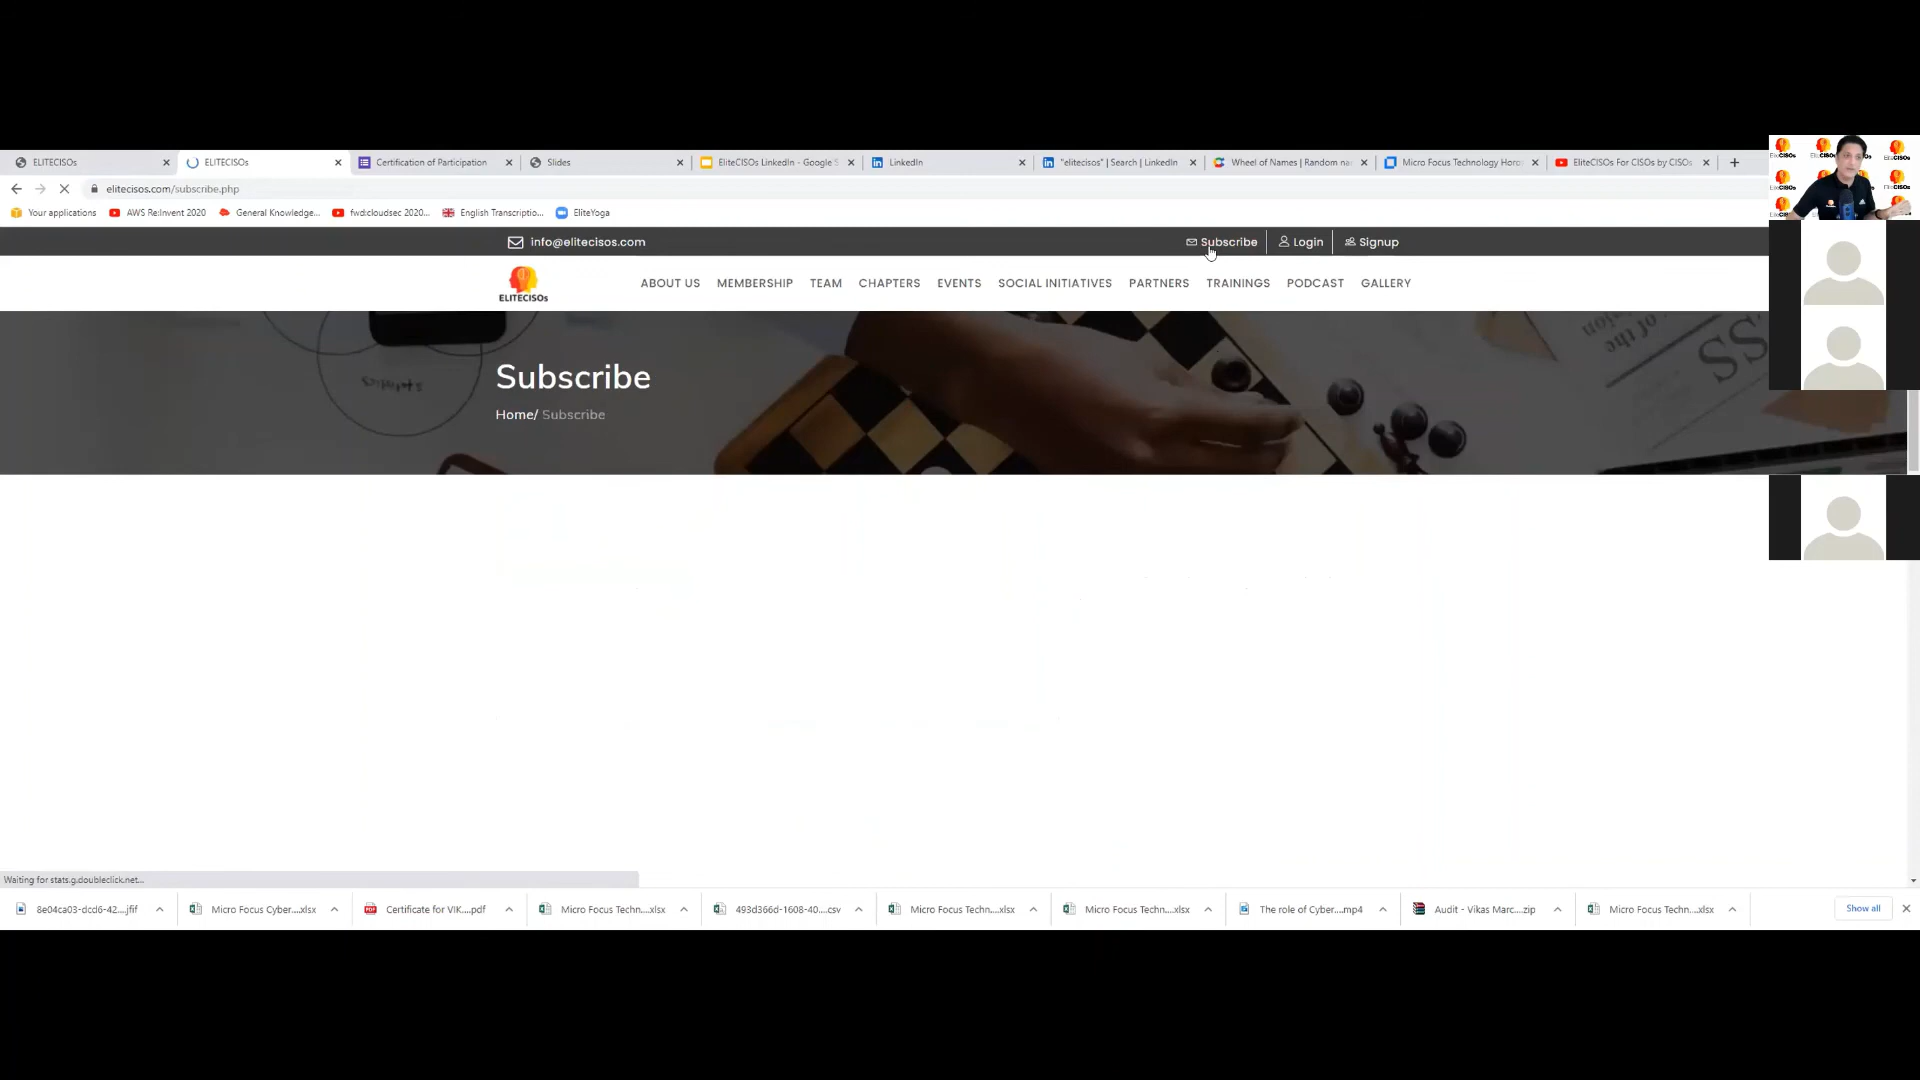 ELITECISOs
ELITECISOs
Certification of Participation
Slides
EliteCISOs LinkedIn - Google S
LinkedIn
"elitecisos" | Search | LinkedIn
Wheel of Names | Random na
Micro Focus Technology Horo
EliteCISOs For CISOs by CISOs
elitecisos.com/subscribe.php
Your applications
AWS Re:Invent 2020
General Knowledge...
fwd:cloudsec 2020...
English Transcriptio...
EliteYoga
info@elitecisos.com
Subscribe
Login
Signup
ELITECISOs
ABOUT US
MEMBERSHIP
TEAM
CHAPTERS
EVENTS
SOCIAL INITIATIVES
PARTNERS
TRAININGS
PODCAST
GALLERY
Subscribe
Home/ Subscribe
Waiting for stats.g.doubleclick.net...
8e04ca03-dcd6-42....jfif
Micro Focus Cyber....xlsx
Certificate for VIK....pdf
Micro Focus Techn....xlsx
493d366d-1608-40....csv
Micro Focus Techn....xlsx
Micro Focus Techn....xlsx
The role of Cyber....mp4
Audit - Vikas Marc....zip
Micro Focus Techn....xlsx
Show all